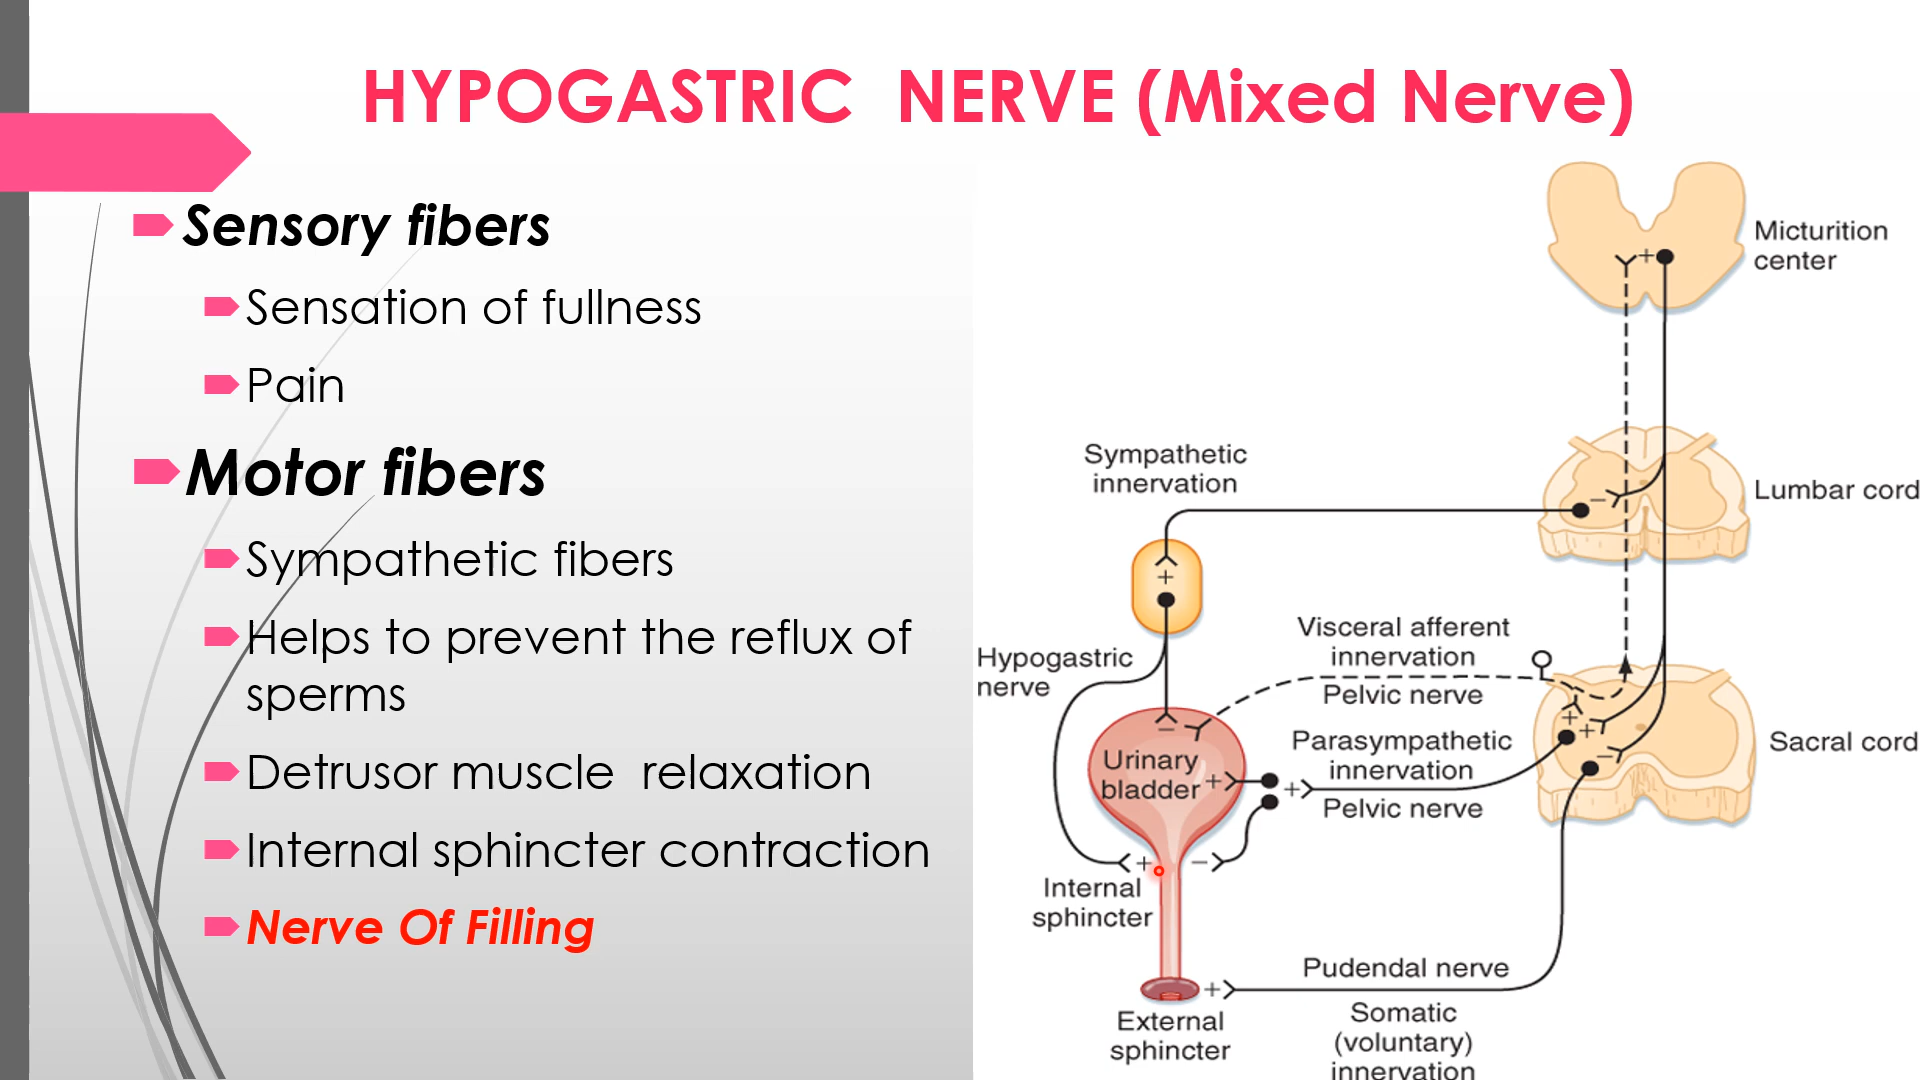 HYPOGASTRIC  NERVE (Mixed Nerve)
Sensory fibers
Sensation of fullness
Pain
Motor fibers
Sympathetic fibers
Helps to prevent the reflux of
sperms
Detrusor muscle  relaxation
Internal sphincter contraction
Nerve Of Filling
Micturition
center
+
Sympathetic
innervation
Lumbar cord
−
+
Hypogastric
nerve
Visceral afferent
innervation
Pelvic nerve
−
Urinary
bladder
+
+
Parasympathetic
innervation
Pelvic nerve
+
+
−
Sacral cord
+
−
Internal
sphincter
Pudendal nerve
+
External
sphincter
Somatic
(voluntary)
innervation